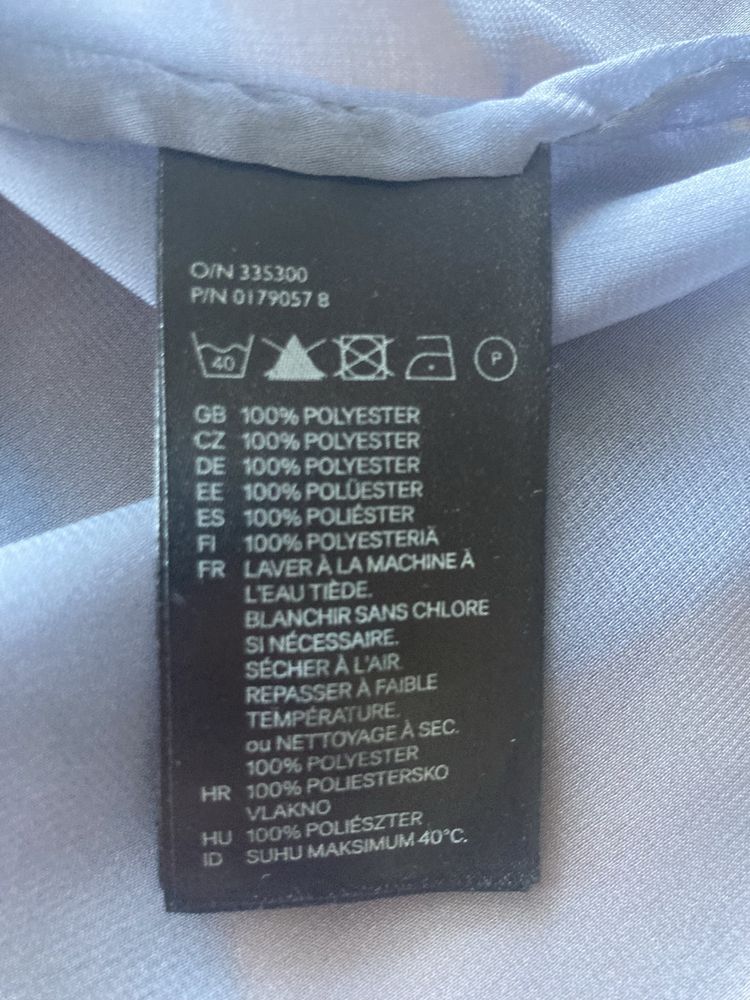 O/N 335300
P/N 0179057 8
40 P
GB 100% POLYESTER
CZ 100% POLYESTER
DE 100% POLYESTER
EE 100% POLÜESTER
ES 100% POLIÉSTER
FI 100% POLYESTERIÄ
FR LAVER À LA MACHINE À
L'EAU TIÈDE.
BLANCHIR SANS CHLORE
SI NÉCESSAIRE.
SÉCHER À L'AIR.
REPASSER À FAIBLE
TEMPÉRATURE.
ou NETTOYAGE À SEC.
100% POLYESTER
HR 100% POLIESTERSKO
VLAKNO
HU 100% POLIÉSZTER
ID SUHU MAKSIMUM 40°C.